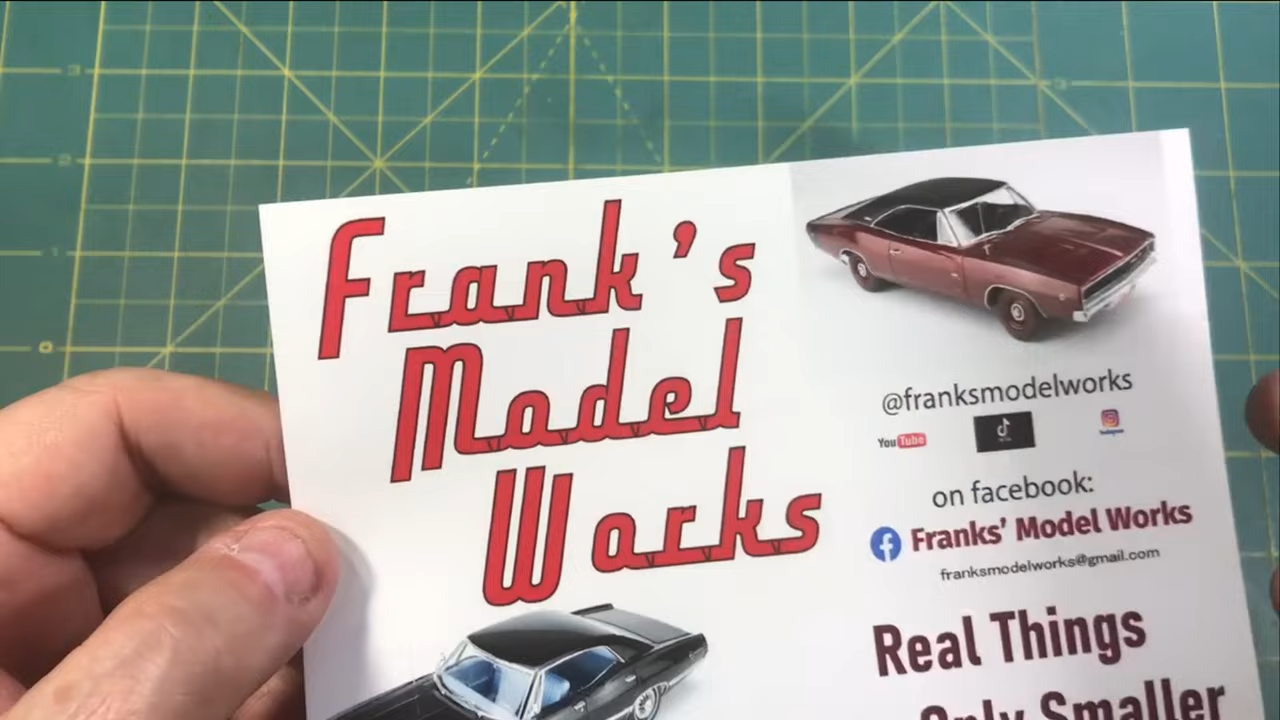 Frank's
Model
Works
@franksmodelworks
YouTube
on facebook:
Franks' Model Works
franksmodelworks@gmail.com
Real Things
Only Smaller